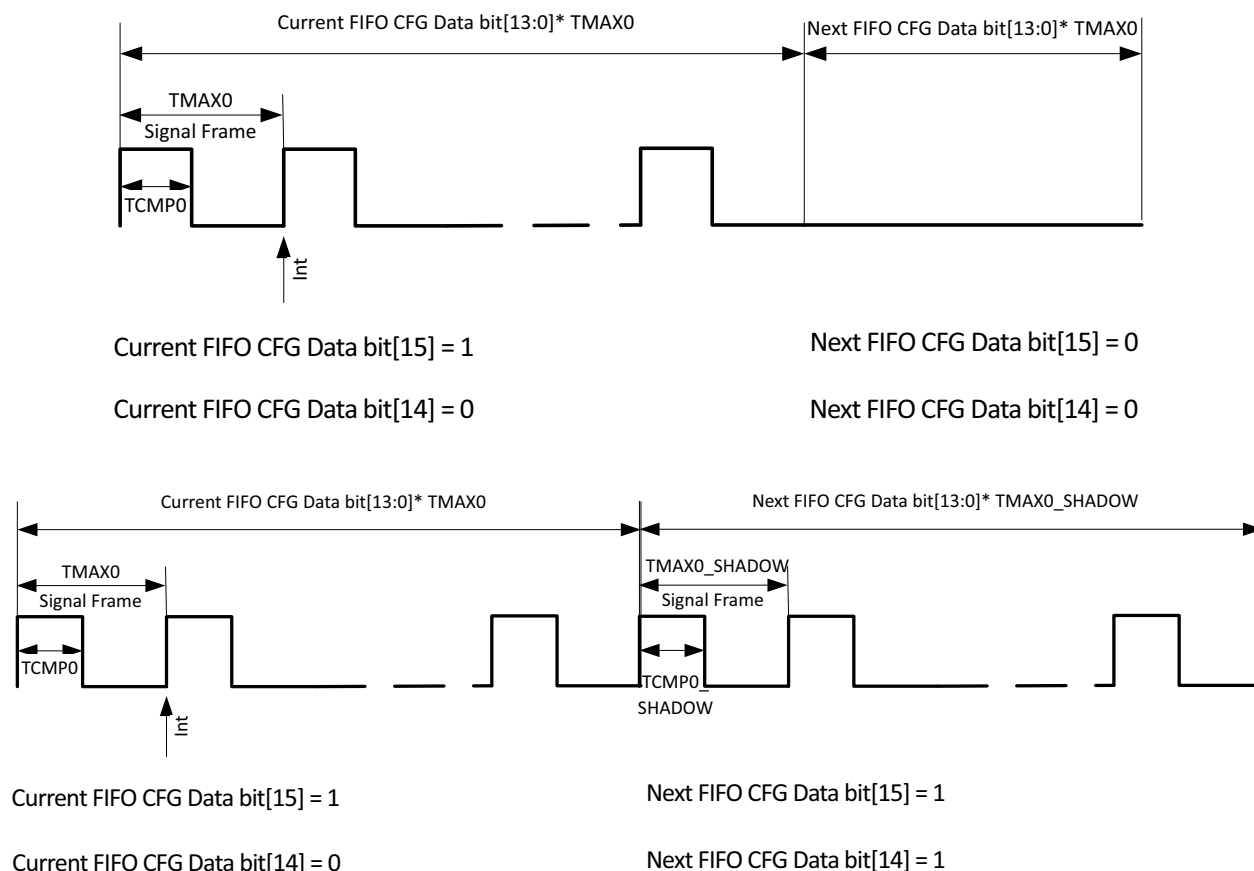 Current FIFO CFG Data bit[13:0]* TMAX0
Next FIFO CFG Data bit[13:0]* TMAX0
TMAX0
Signal Frame
TCMP0
Int
Current FIFO CFG Data bit[15] = 1
Next FIFO CFG Data bit[15] = 0
Current FIFO CFG Data bit[14] = 0
Next FIFO CFG Data bit[14] = 0
Current FIFO CFG Data bit[13:0]* TMAX0
Next FIFO CFG Data bit[13:0]* TMAX0_SHADOW
TMAX0
Signal Frame
TMAX0_SHADOW
Signal Frame
TCMP0
TCMP0_
SHADOW
Int
Current FIFO CFG Data bit[15] = 1
Next FIFO CFG Data bit[15] = 1
Current FIFO CFG Data bit[14] = 0
Next FIFO CFG Data bit[14] = 1